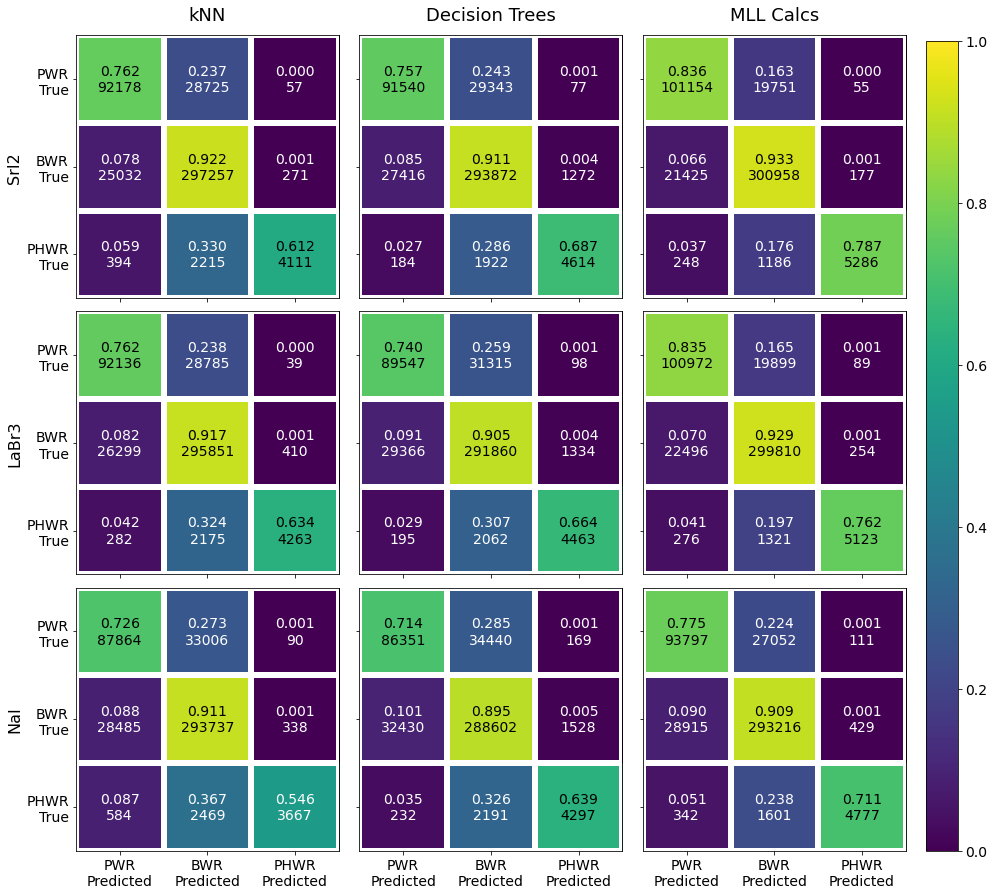 kNN Decision Trees MLL Calcs
SrI2
PWR
True
0.762 0.237 0.000 0.757 0.243 0.001 0.836 0.163 0.000
92178 28725 57 91540 29343 77 101154 19751 55
BWR
True
0.078 0.922 0.001 0.085 0.911 0.004 0.066 0.933 0.001
25032 297257 271 27416 293872 1272 21425 300958 177
PHWR
True
0.059 0.330 0.612 0.027 0.286 0.687 0.037 0.176 0.787
394 2215 4111 184 1922 4614 248 1186 5286
LaBr3
PWR
True
0.762 0.238 0.000 0.740 0.259 0.001 0.835 0.165 0.001
92136 28785 39 89547 31315 98 100972 19899 89
BWR
True
0.082 0.917 0.001 0.091 0.905 0.004 0.070 0.929 0.001
26299 295851 410 29366 291860 1334 22496 299810 254
PHWR
True
0.042 0.324 0.634 0.029 0.307 0.664 0.041 0.197 0.762
282 2175 4263 195 2062 4463 276 1321 5123
NaI
PWR
True
0.726 0.273 0.001 0.714 0.285 0.001 0.775 0.224 0.001
87864 33006 90 86351 34440 169 93797 27052 111
BWR
True
0.088 0.911 0.001 0.101 0.895 0.005 0.090 0.909 0.001
28485 293737 338 32430 288602 1528 28915 293216 429
PHWR
True
0.087 0.367 0.546 0.035 0.326 0.639 0.051 0.238 0.711
584 2469 3667 232 2191 4297 342 1601 4777
PWR BWR PHWR PWR BWR PHWR PWR BWR PHWR
Predicted Predicted Predicted Predicted Predicted Predicted Predicted Predicted Predicted
1.0
0.8
0.6
0.4
0.2
0.0